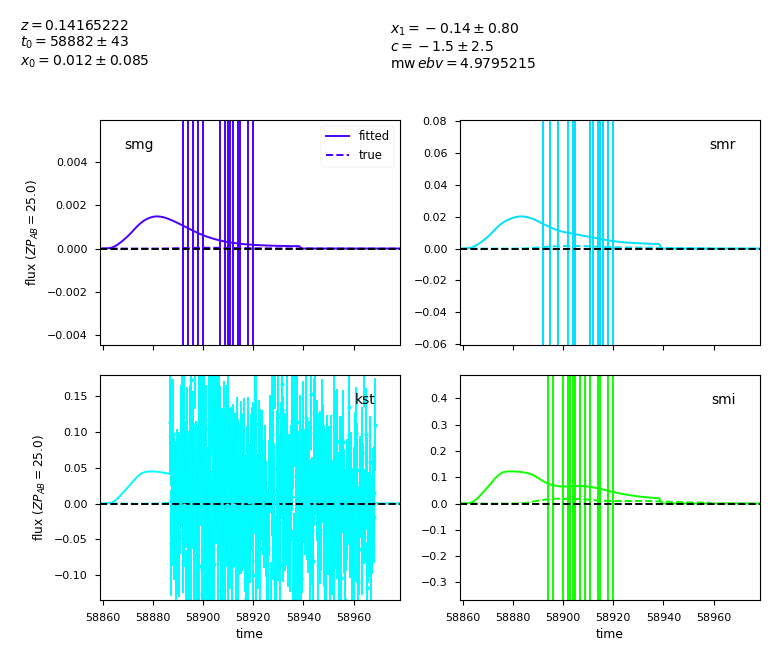 z = 0.14165222
t0 = 58882 ± 43
x0 = 0.012 ± 0.085
x1 = −0.14 ± 0.80
c = −1.5 ± 2.5
mw ebv = 4.9795215
smg
fitted
true
0.004
0.002
0.000
−0.002
−0.004
flux (ZP_AB = 25.0)
smr
0.08
0.06
0.04
0.02
0.00
−0.02
−0.04
−0.06
kst
0.15
0.10
0.05
0.00
−0.05
−0.10
flux (ZP_AB = 25.0)
58860 58880 58900 58920 58940 58960
time
smi
0.4
0.3
0.2
0.1
0.0
−0.1
−0.2
−0.3
58860 58880 58900 58920 58940 58960
time